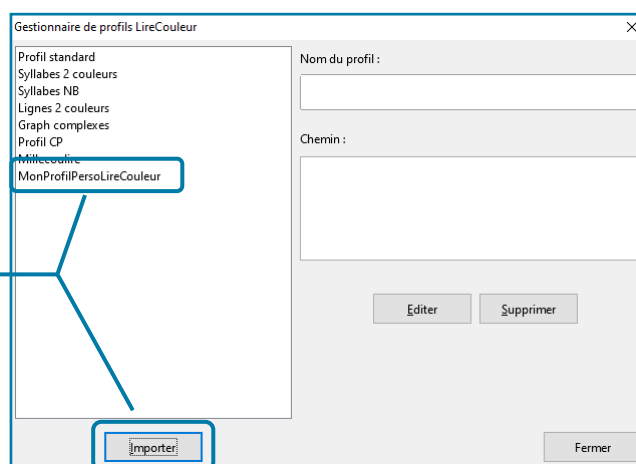 Gestionnaire de profils LireCouleur
Profil standard
Syllabes 2 couleurs
Syllabes NB
Lignes 2 couleurs
Graph complexes
Profil CP
Millecoulire
MonProfilPersoLireCouleur
Nom du profil :
Chemin :
Editer
Supprimer
Importer
Fermer